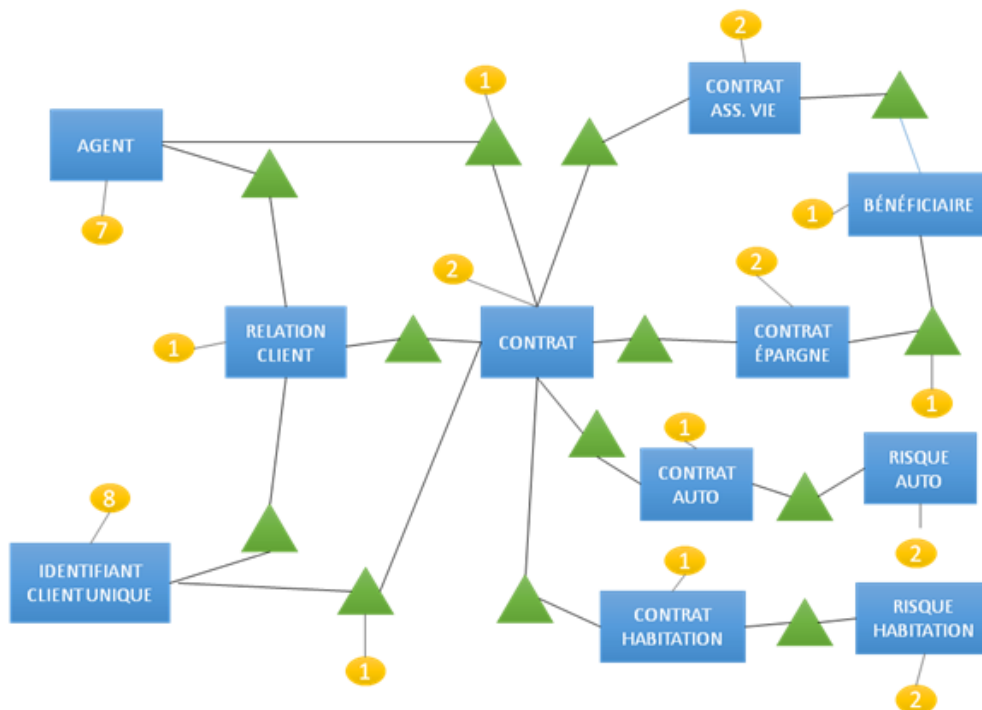 2
CONTRAT
ASS. VIE
1
AGENT
7
BÉNÉFICIAIRE
1
2
2
RELATION
CLIENT
1
CONTRAT
CONTRAT
ÉPARGNE
1
1
CONTRAT
AUTO
RISQUE
AUTO
2
8
IDENTIFIANT
CLIENT UNIQUE
1
1
CONTRAT
HABITATION
RISQUE
HABITATION
2